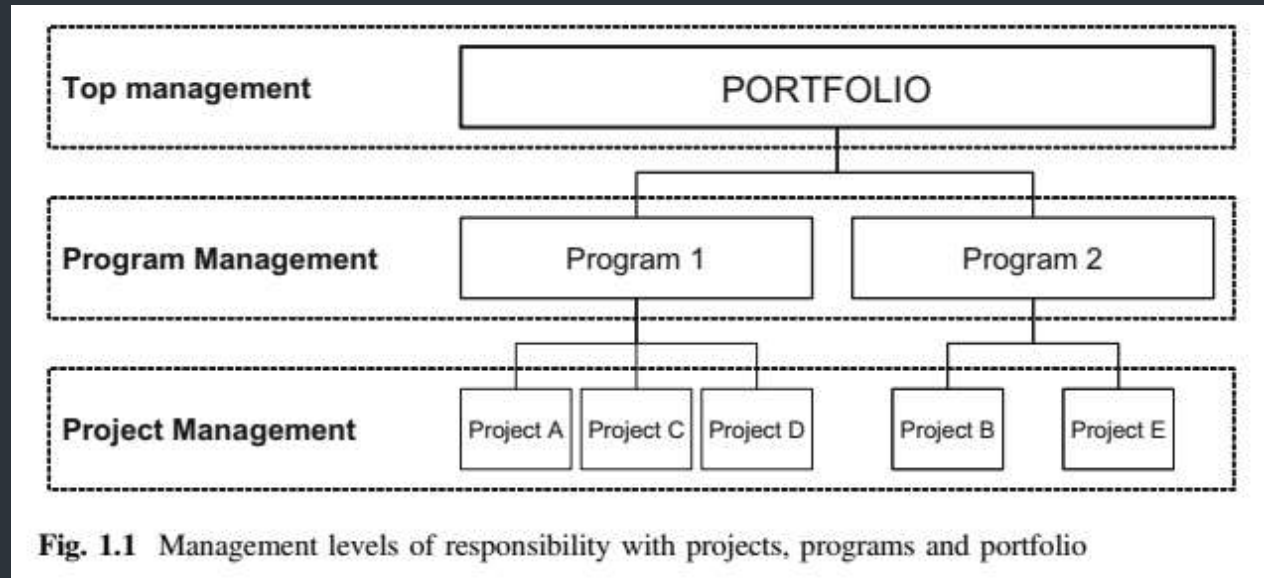 Top management
PORTFOLIO
Program Management
Program 1
Program 2
Project Management
Project A
Project C
Project D
Project B
Project E
Fig. 1.1 Management levels of responsibility with projects, programs and portfolio